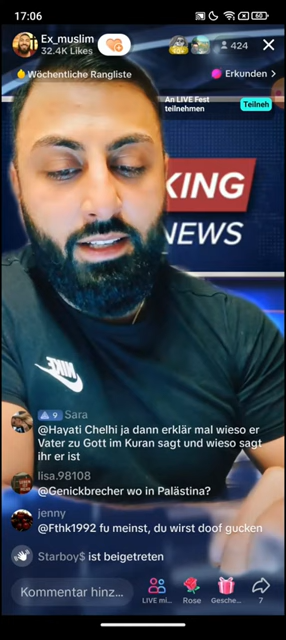 17:06
60
Ex_muslim
32.4K Likes
424
Wöchentliche Rangliste
Erkunden >
An LIVE Fest
teilnehmen
Teilneh
KING
NEWS
NIKE
9 Sara
@Hayati Chelhi ja dann erklär mal wieso er
Vater zu Gott im Kuran sagt und wieso sagt
ihr er ist
lisa.98108
@Genickbrecher wo in Palästina?
jenny
@Fthk1992 fu meinst, du wirst doof gucken
Starboy$ ist beigetreten
Kommentar hinz...
LIVE mi...
Rose
Gesche...
7